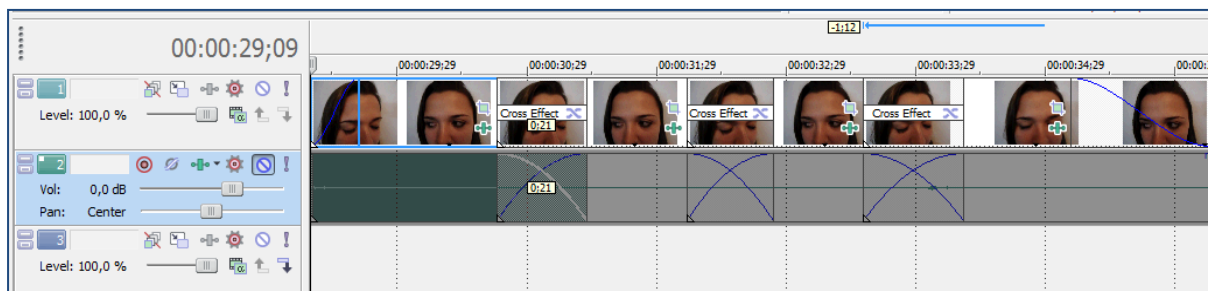 -1;12
00:00:29;09
00:00:29;29
00:00:30;29
00:00:31;29
00:00:32;29
00:00:33;29
00:00:34;29
00:00:
1
Level: 100,0 %
Cross Effect
0;21
Cross Effect
Cross Effect
2
Vol: 0,0 dB
Pan: Center
0;21
3
Level: 100,0 %